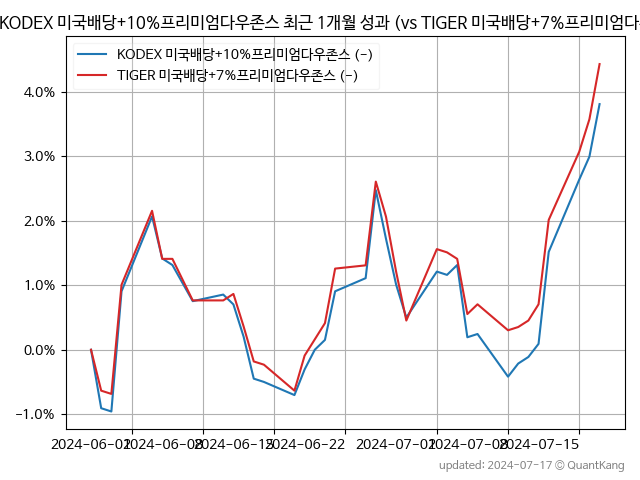 KODEX 미국배당+10%프리미엄다우존스 최근 1개월 성과 (vs TIGER 미국배당+7%프리미엄다
KODEX 미국배당+10%프리미엄다우존스 (-)
TIGER 미국배당+7%프리미엄다우존스 (-)
4.0%
3.0%
2.0%
1.0%
0.0%
-1.0%
2024-06-01 2024-06-08 2024-06-15 2024-06-22 2024-07-01 2024-07-08 2024-07-15
updated: 2024-07-17 © QuantKang